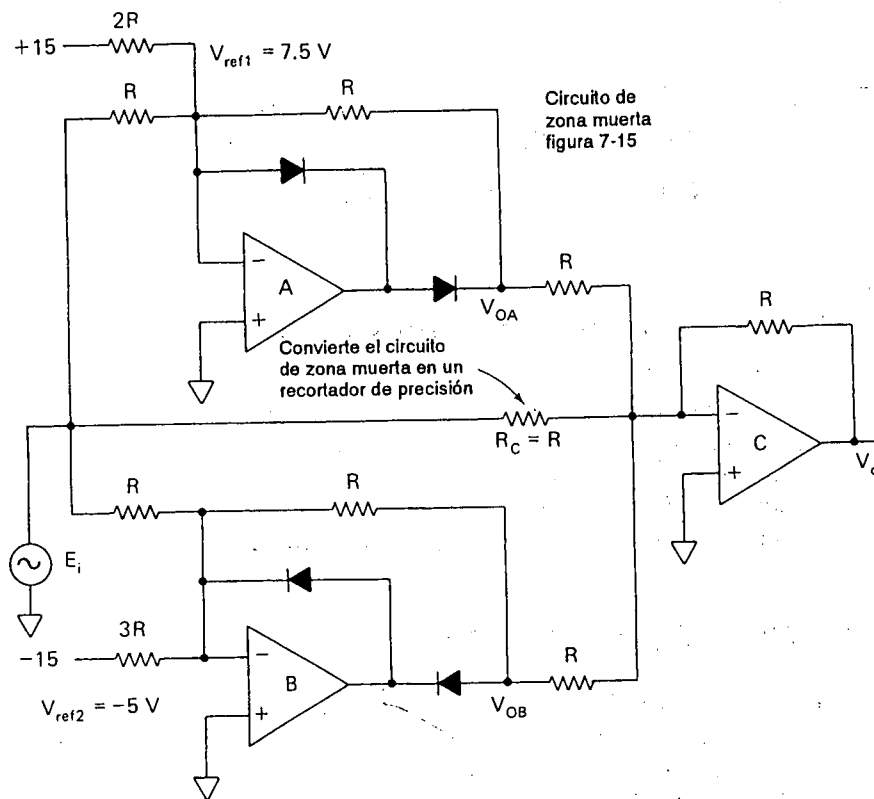 2R
+15
V_ref1 = 7.5 V
R
R
Circuito de
zona muerta
figura 7-15
−
A
+
R
V_OA
R
Convierte el circuito
de zona muerta en un
recortador de precisión
R_C = R
−
C
+
V_o
R
R
E_i
3R
−15
−
B
+
R
V_OB
V_ref2 = −5 V